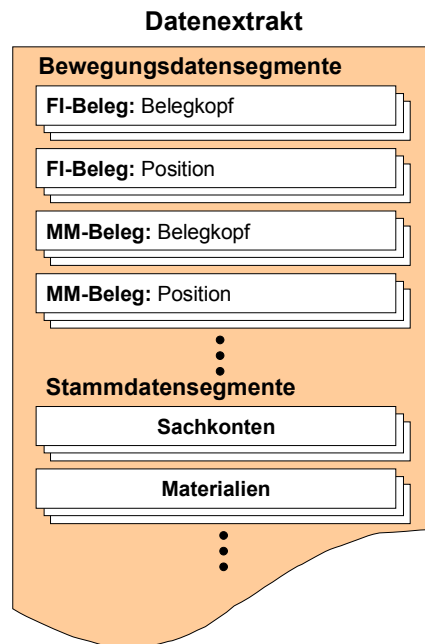 Datenextrakt
Bewegungsdatensegmente
FI-Beleg: Belegkopf
FI-Beleg: Position
MM-Beleg: Belegkopf
MM-Beleg: Position
Stammdatensegmente
Sachkonten
Materialien